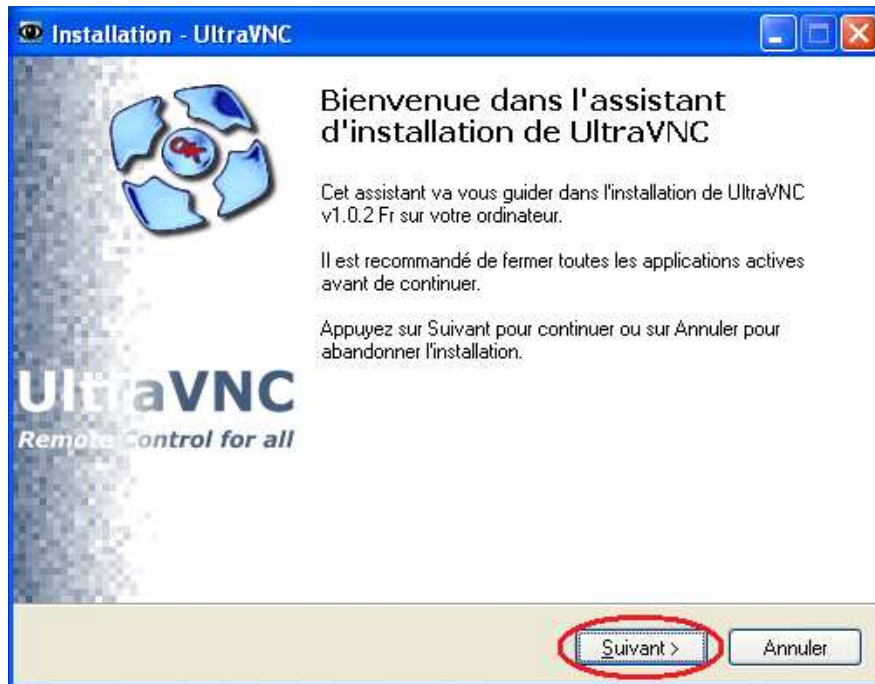 Installation - UltraVNC
Bienvenue dans l'assistant
d'installation de UltraVNC
Cet assistant va vous guider dans l'installation de UltraVNC
v1.0.2 Fr sur votre ordinateur.
Il est recommandé de fermer toutes les applications actives
avant de continuer.
Appuyez sur Suivant pour continuer ou sur Annuler pour
abandonner l'installation.
OK
UltraVNC
Remote Control for all
Suivant >
Annuler